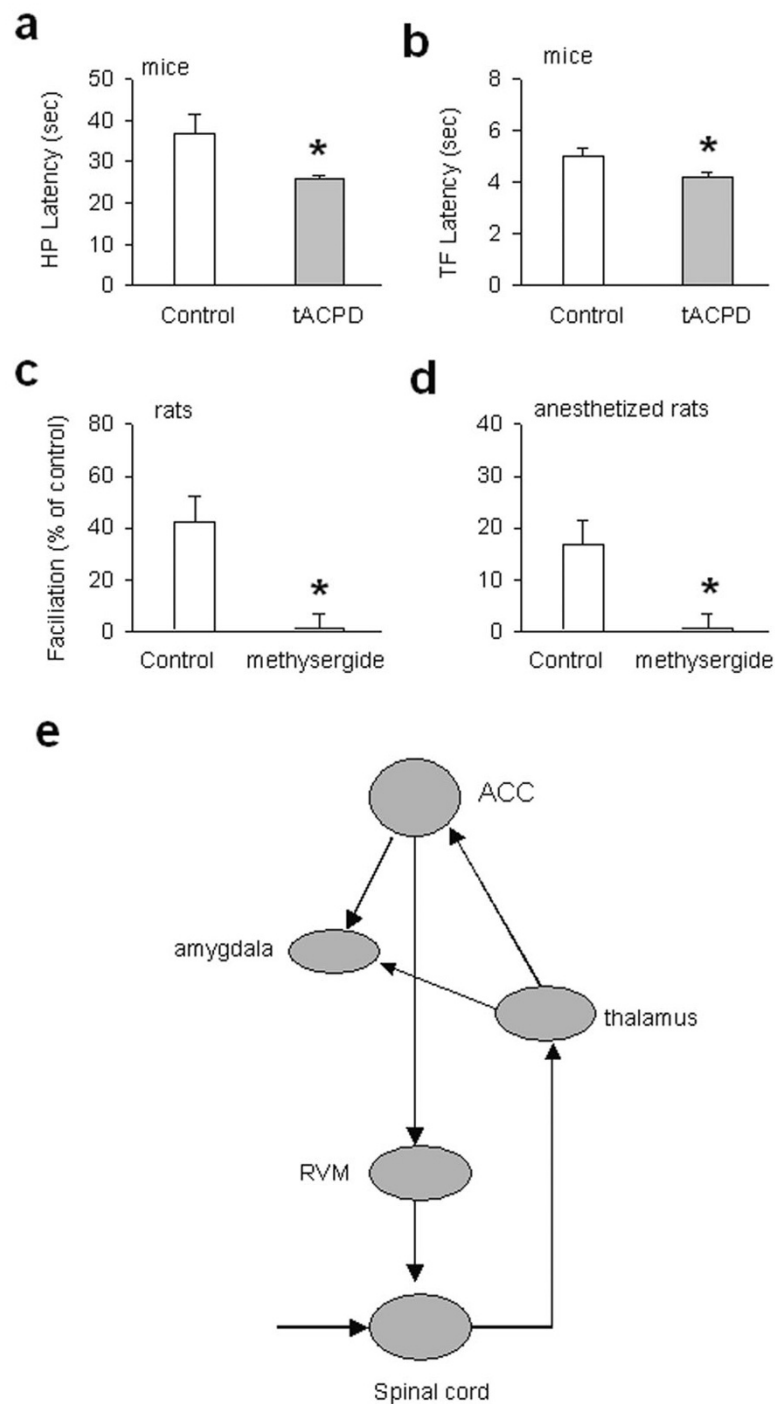 a
mice
HP Latency (sec)
50
40
30
20
10
0
*
Control
tACPD
b
mice
TF Latency (sec)
8
6
4
2
0
*
Control
tACPD
c
rats
Faciliation (% of control)
80
60
40
20
0
*
Control
methysergide
d
anesthetized rats
40
30
20
10
0
*
Control
methysergide
e
ACC
amygdala
thalamus
RVM
Spinal cord